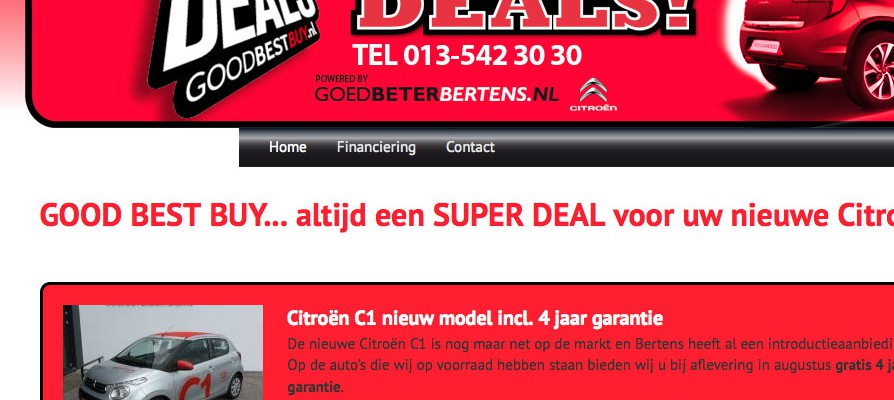 DEALS
GOODBESTBUY.nl
DEALS!
TEL 013-542 30 30
POWERED BY
GOEDBETERBERTENS.NL
CITROËN
Home Financiering Contact
GOOD BEST BUY... altijd een SUPER DEAL voor uw nieuwe Citro
Citroën C1 nieuw model incl. 4 jaar garantie
De nieuwe Citroën C1 is nog maar net op de markt en Bertens heeft al een introductieaanbiedi
Op de auto's die wij op voorraad hebben staan bieden wij u bij aflevering in augustus gratis 4 ja
garantie.
C1